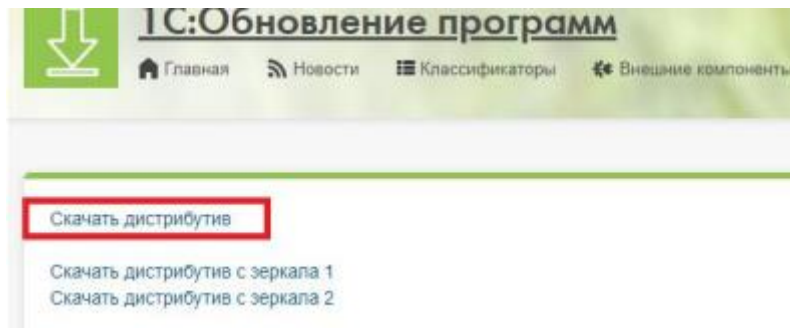 1С:Обновление программ
Главная Новости Классификаторы Внешние компоненты
Скачать дистрибутив
Скачать дистрибутив с зеркала 1
Скачать дистрибутив с зеркала 2